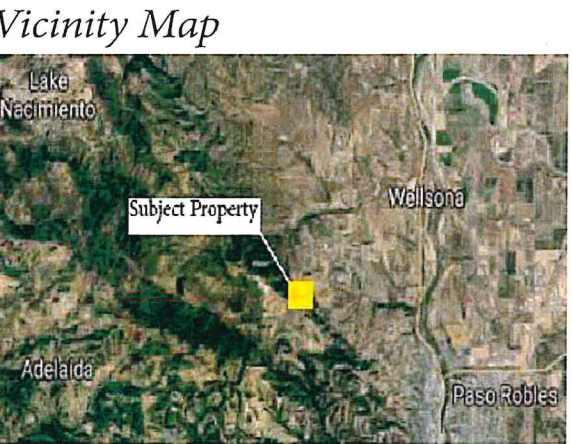 Vicinity Map
Lake
Nacimiento
Subject Property
Wellsona
Adelaida
Paso Robles